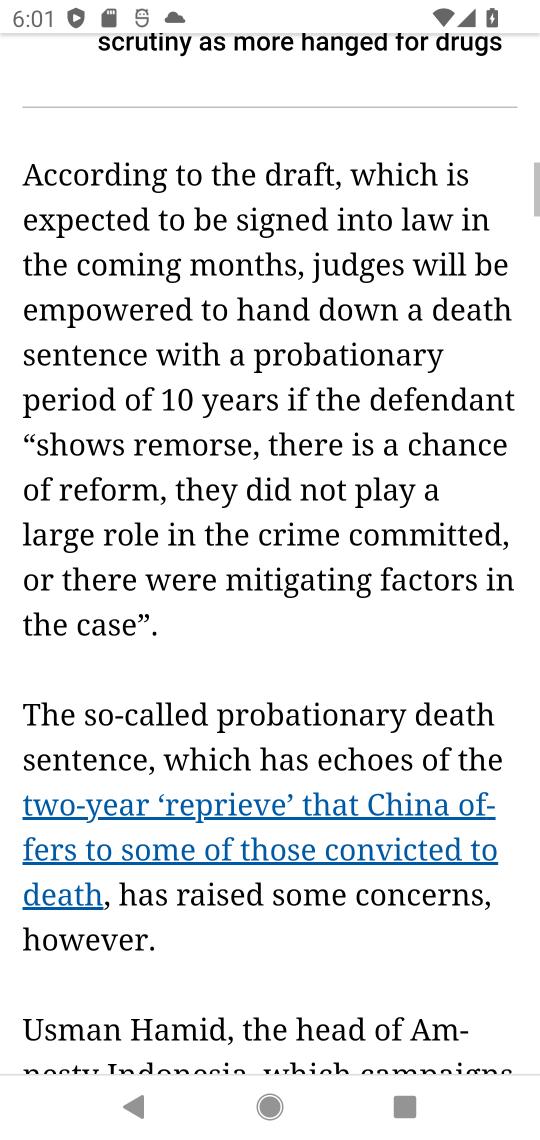 6:01
scrutiny as more hanged for drugs
According to the draft, which is
expected to be signed into law in
the coming months, judges will be
empowered to hand down a death
sentence with a probationary
period of 10 years if the defendant
“shows remorse, there is a chance
of reform, they did not play a
large role in the crime committed,
or there were mitigating factors in
the case”.
The so-called probationary death
sentence, which has echoes of the
two-year ‘reprieve’ that China of-
fers to some of those convicted to
death, has raised some concerns,
however.
Usman Hamid, the head of Am-
nesty Indonesia, which campaigns